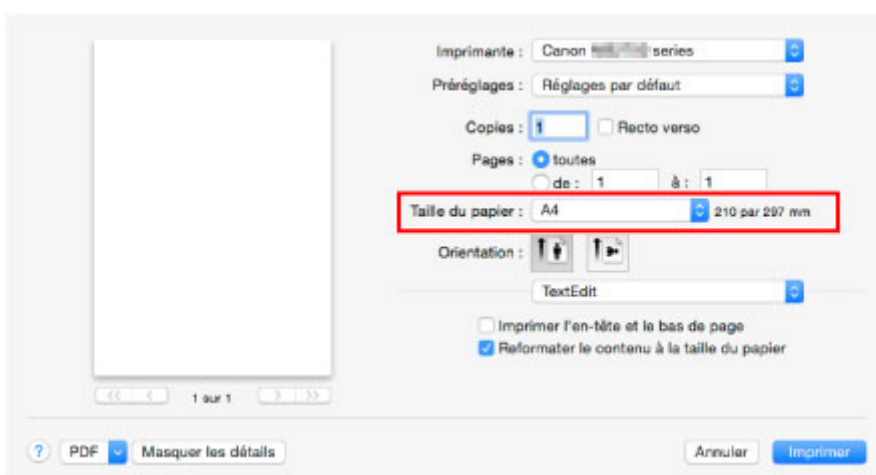 Imprimante : Canon series
Préréglages : Réglages par défaut
Copies : 1 Recto verso
Pages : toutes
de : 1 à : 1
Taille du papier : A4 210 par 297 mm
Orientation :
TextEdit
Imprimer l'en-tête et le bas de page
Reformater le contenu à la taille du papier
<< < 1 sur 1 > >>
? PDF Masquer les détails Annuler Imprimer